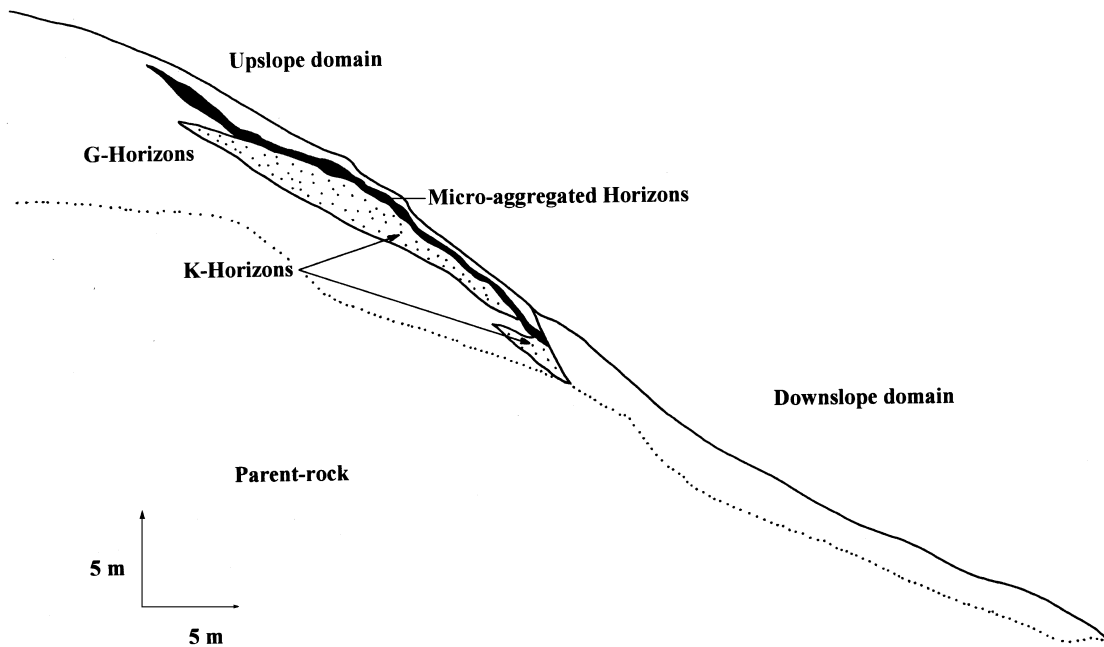 Upslope domain
G-Horizons
Micro-aggregated Horizons
K-Horizons
Downslope domain
Parent-rock
5 m
5 m